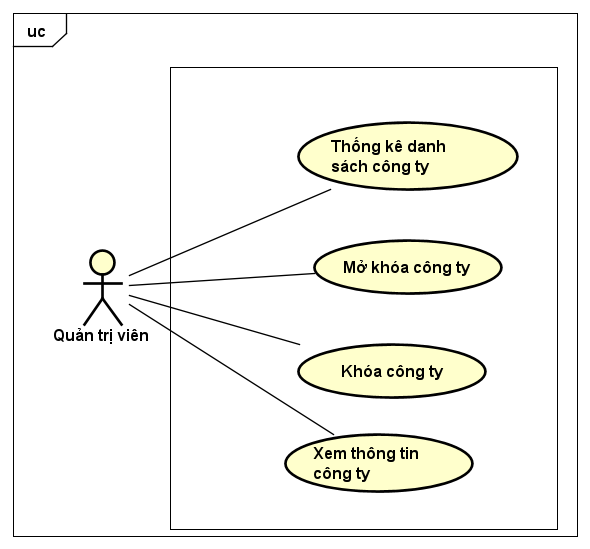 uc
Thống kê danh
sách công ty
Mở khóa công ty
Quản trị viên
Khóa công ty
Xem thông tin
công ty